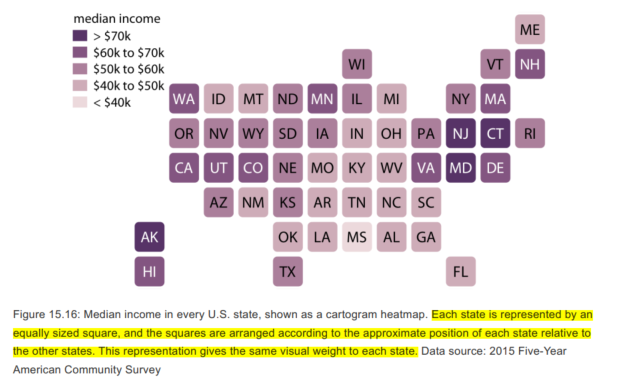 median income
> $70k
$60k to $70k
$50k to $60k
$40k to $50k
< $40k
ME
WI VT NH
WA ID MT ND MN IL MI NY MA
OR NV WY SD IA IN OH PA NJ CT RI
CA UT CO NE MO KY WV VA MD DE
AZ NM KS AR TN NC SC
AK OK LA MS AL GA
HI TX FL
Figure 15.16: Median income in every U.S. state, shown as a cartogram heatmap. Each state is represented by an
equally sized square, and the squares are arranged according to the approximate position of each state relative to
the other states. This representation gives the same visual weight to each state. Data source: 2015 Five-Year
American Community Survey